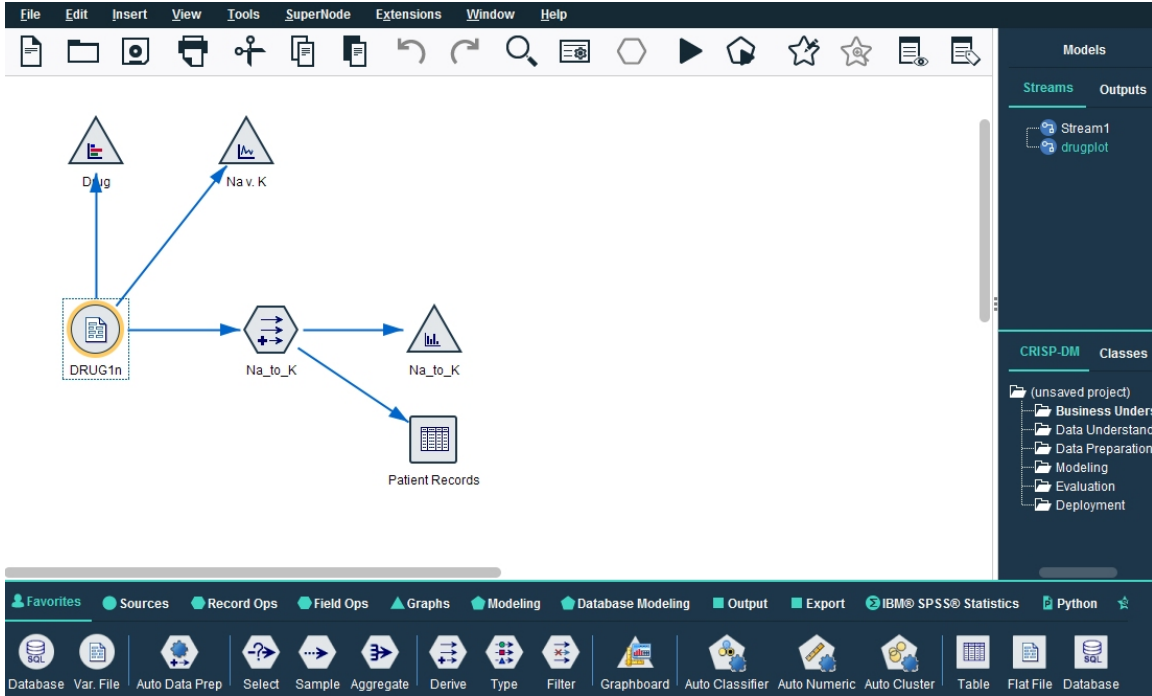 File Edit Insert View Tools SuperNode Extensions Window Help
Models
Streams Outputs
Stream1
drugplot
Drug
Na v. K
DRUG1n
Na_to_K
Na_to_K
Patient Records
CRISP-DM Classes
(unsaved project)
Business Unders
Data Understand
Data Preparation
Modeling
Evaluation
Deployment
Favorites Sources Record Ops Field Ops Graphs Modeling Database Modeling Output Export IBM® SPSS® Statistics Python
SQL SQL
Database Var. File Auto Data Prep Select Sample Aggregate Derive Type Filter Graphboard Auto Classifier Auto Numeric Auto Cluster Table Flat File Database